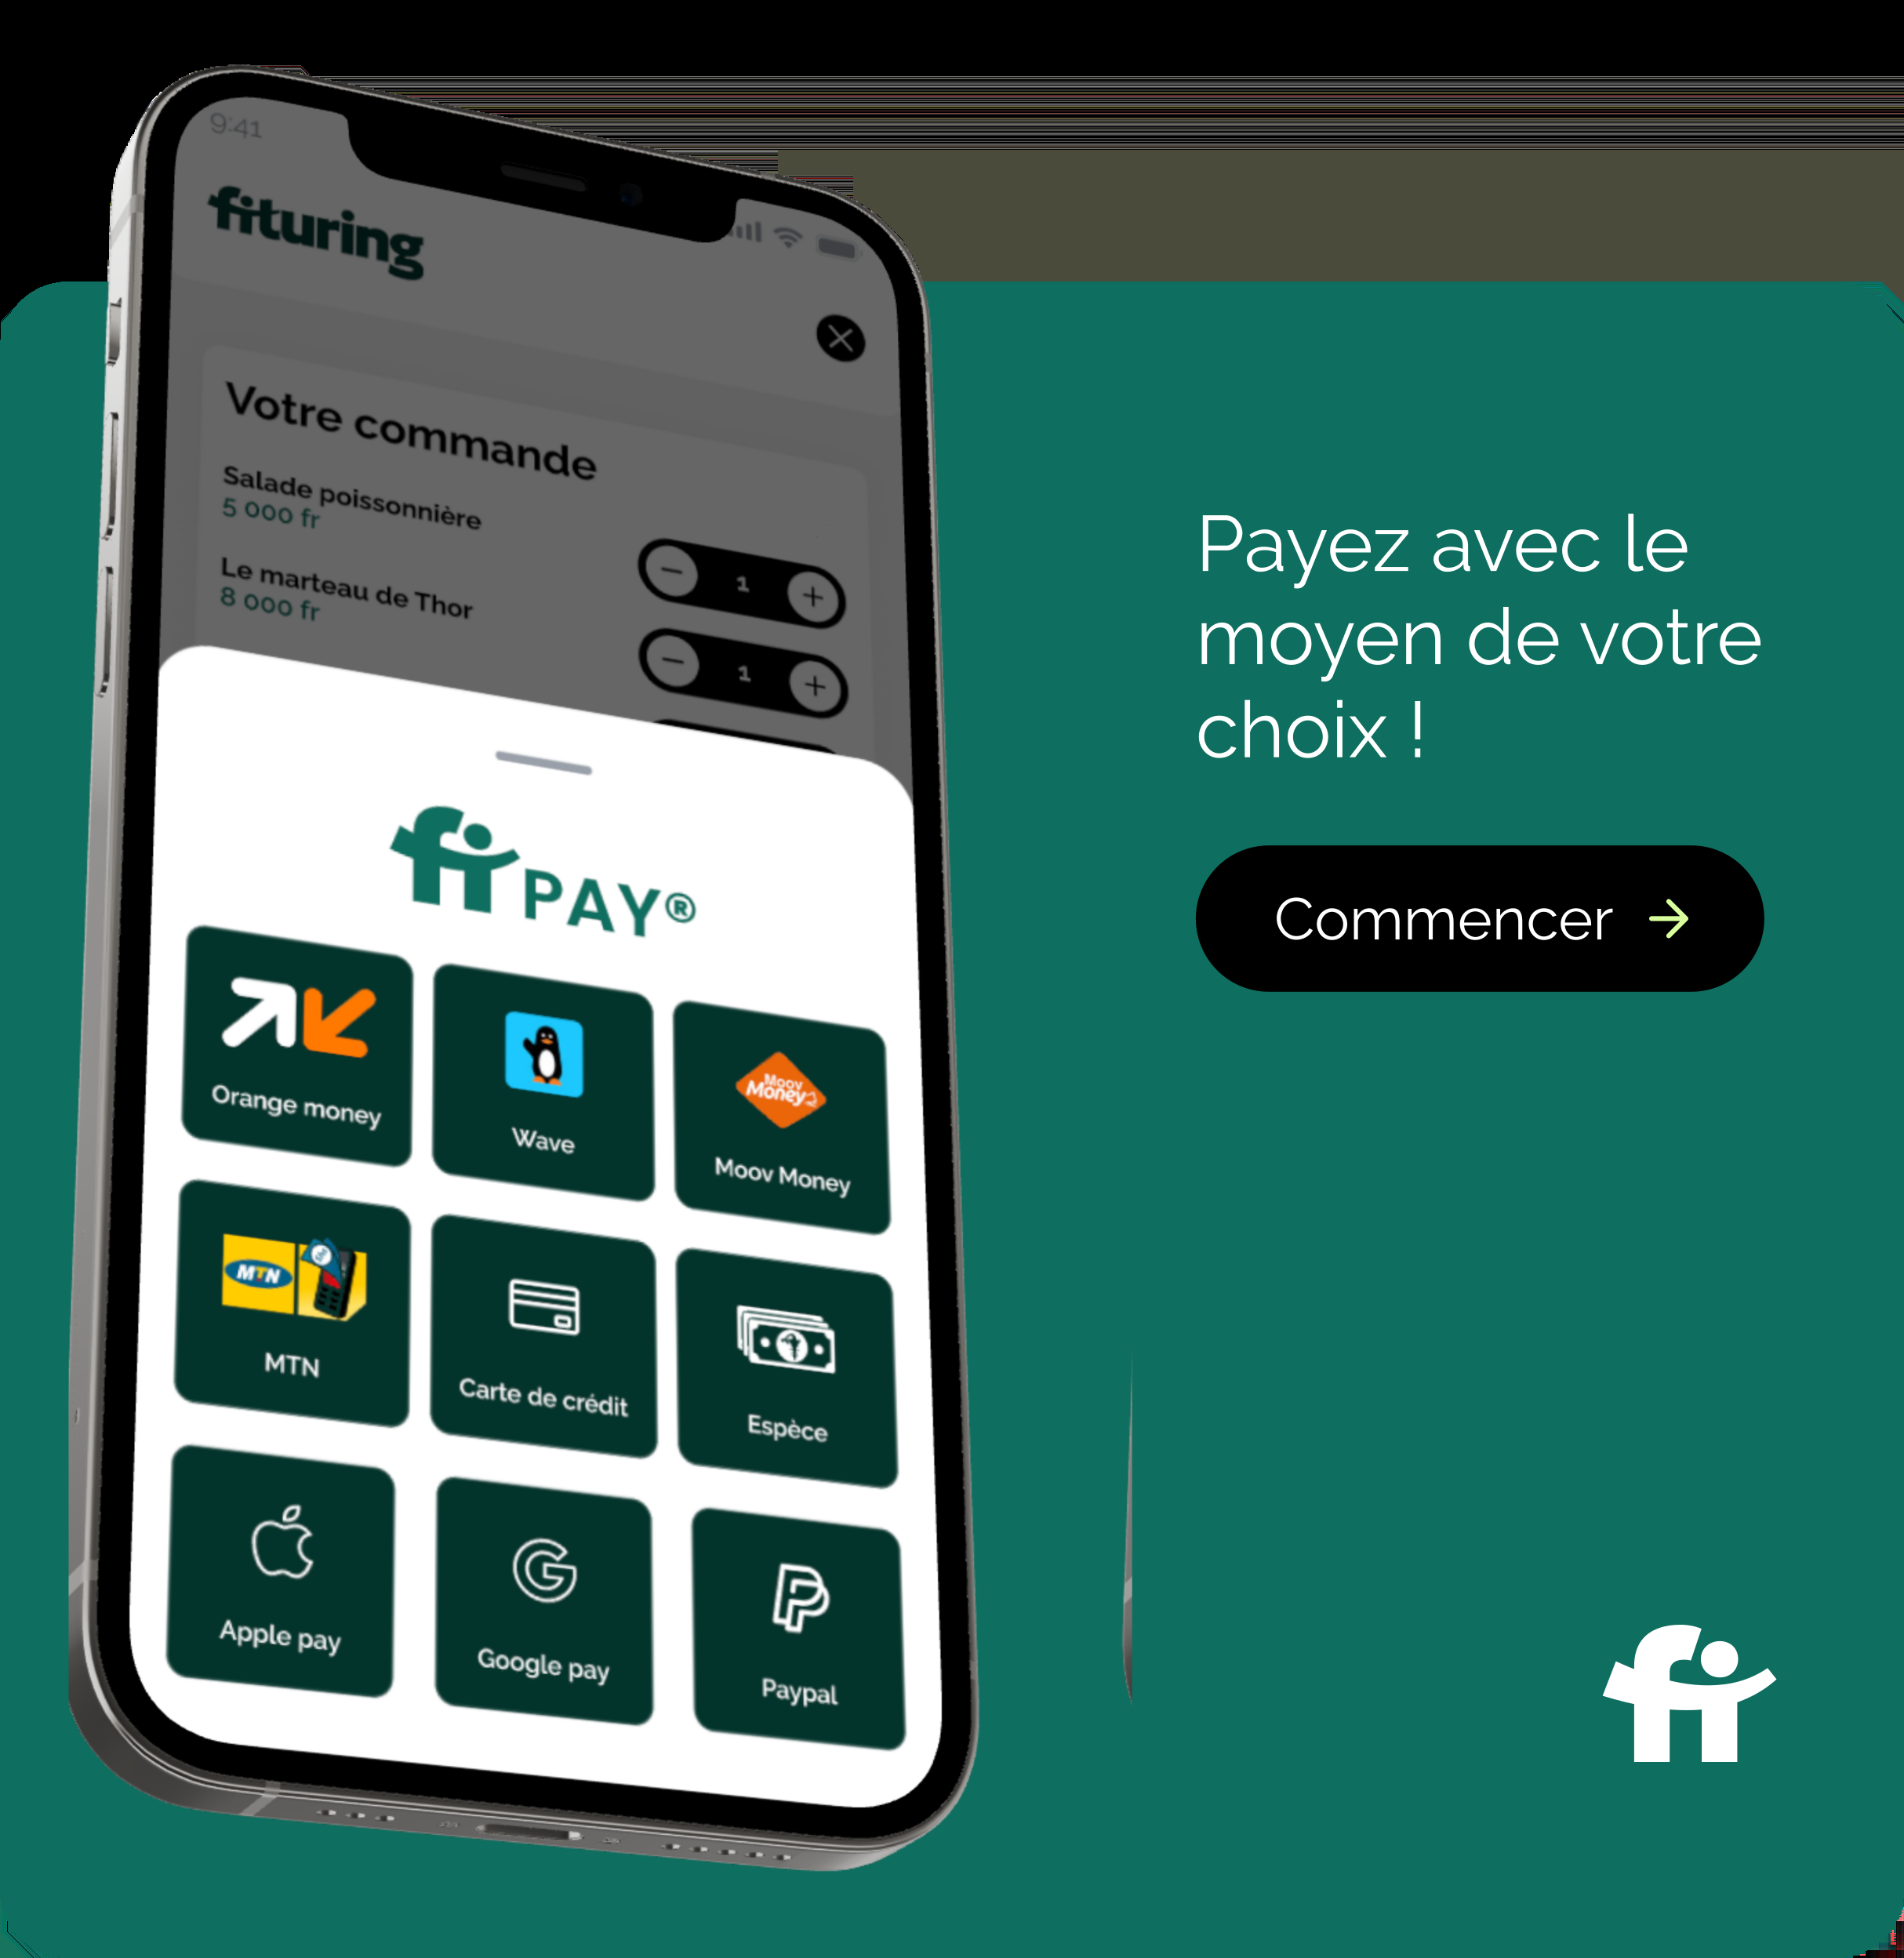 9:41
fituring
Votre commande
Salade poissonnière
5 000 fr
1
Le marteau de Thor
8 000 fr
1
fi PAY®
Orange money
Wave
Moov Money
Moov Money
MTN
MTN
Carte de crédit
Espèce
Apple pay
Google pay
Paypal
Payez avec le
moyen de votre
choix !
Commencer →
fi